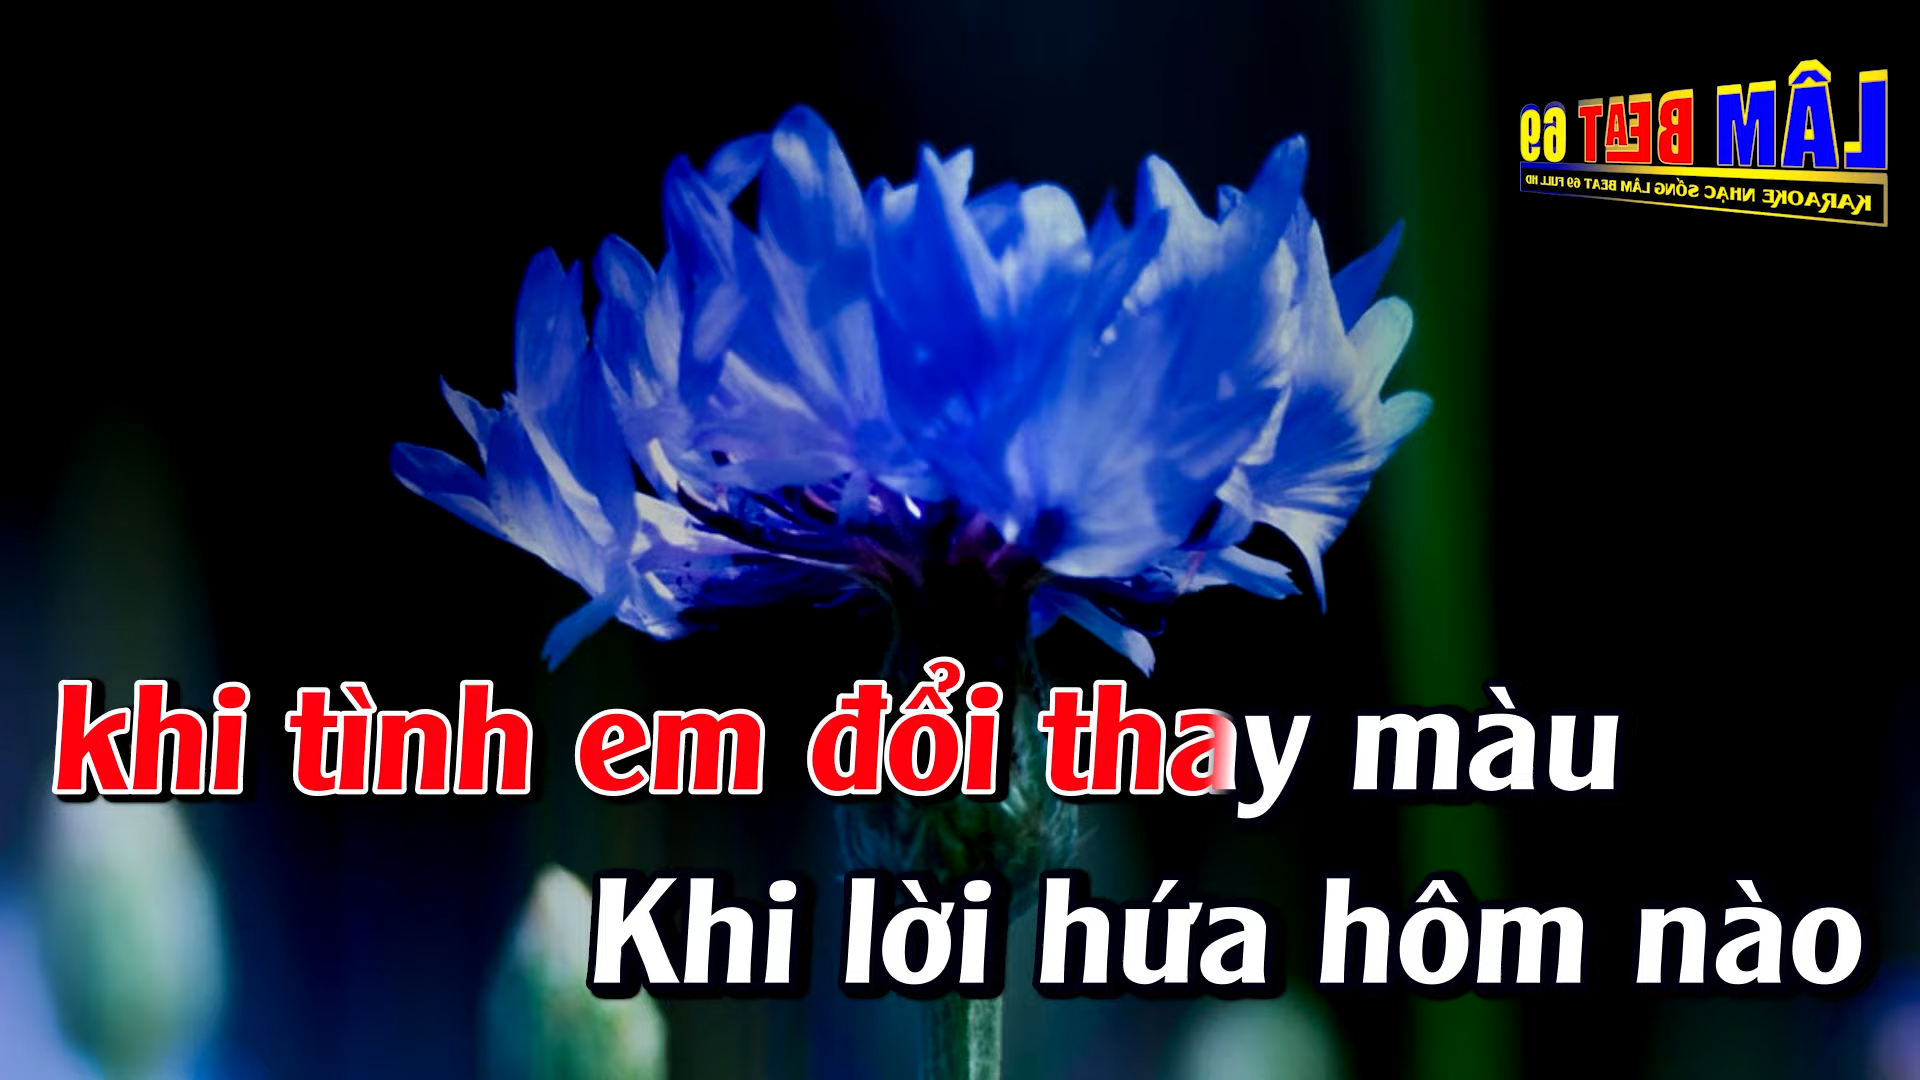 LÂM BEAT 69
KARAOKE NHẠC SỐNG LÂM BEAT 69 FULL HD
khi tình em đổi thay màu
Khi lời hứa hôm nào